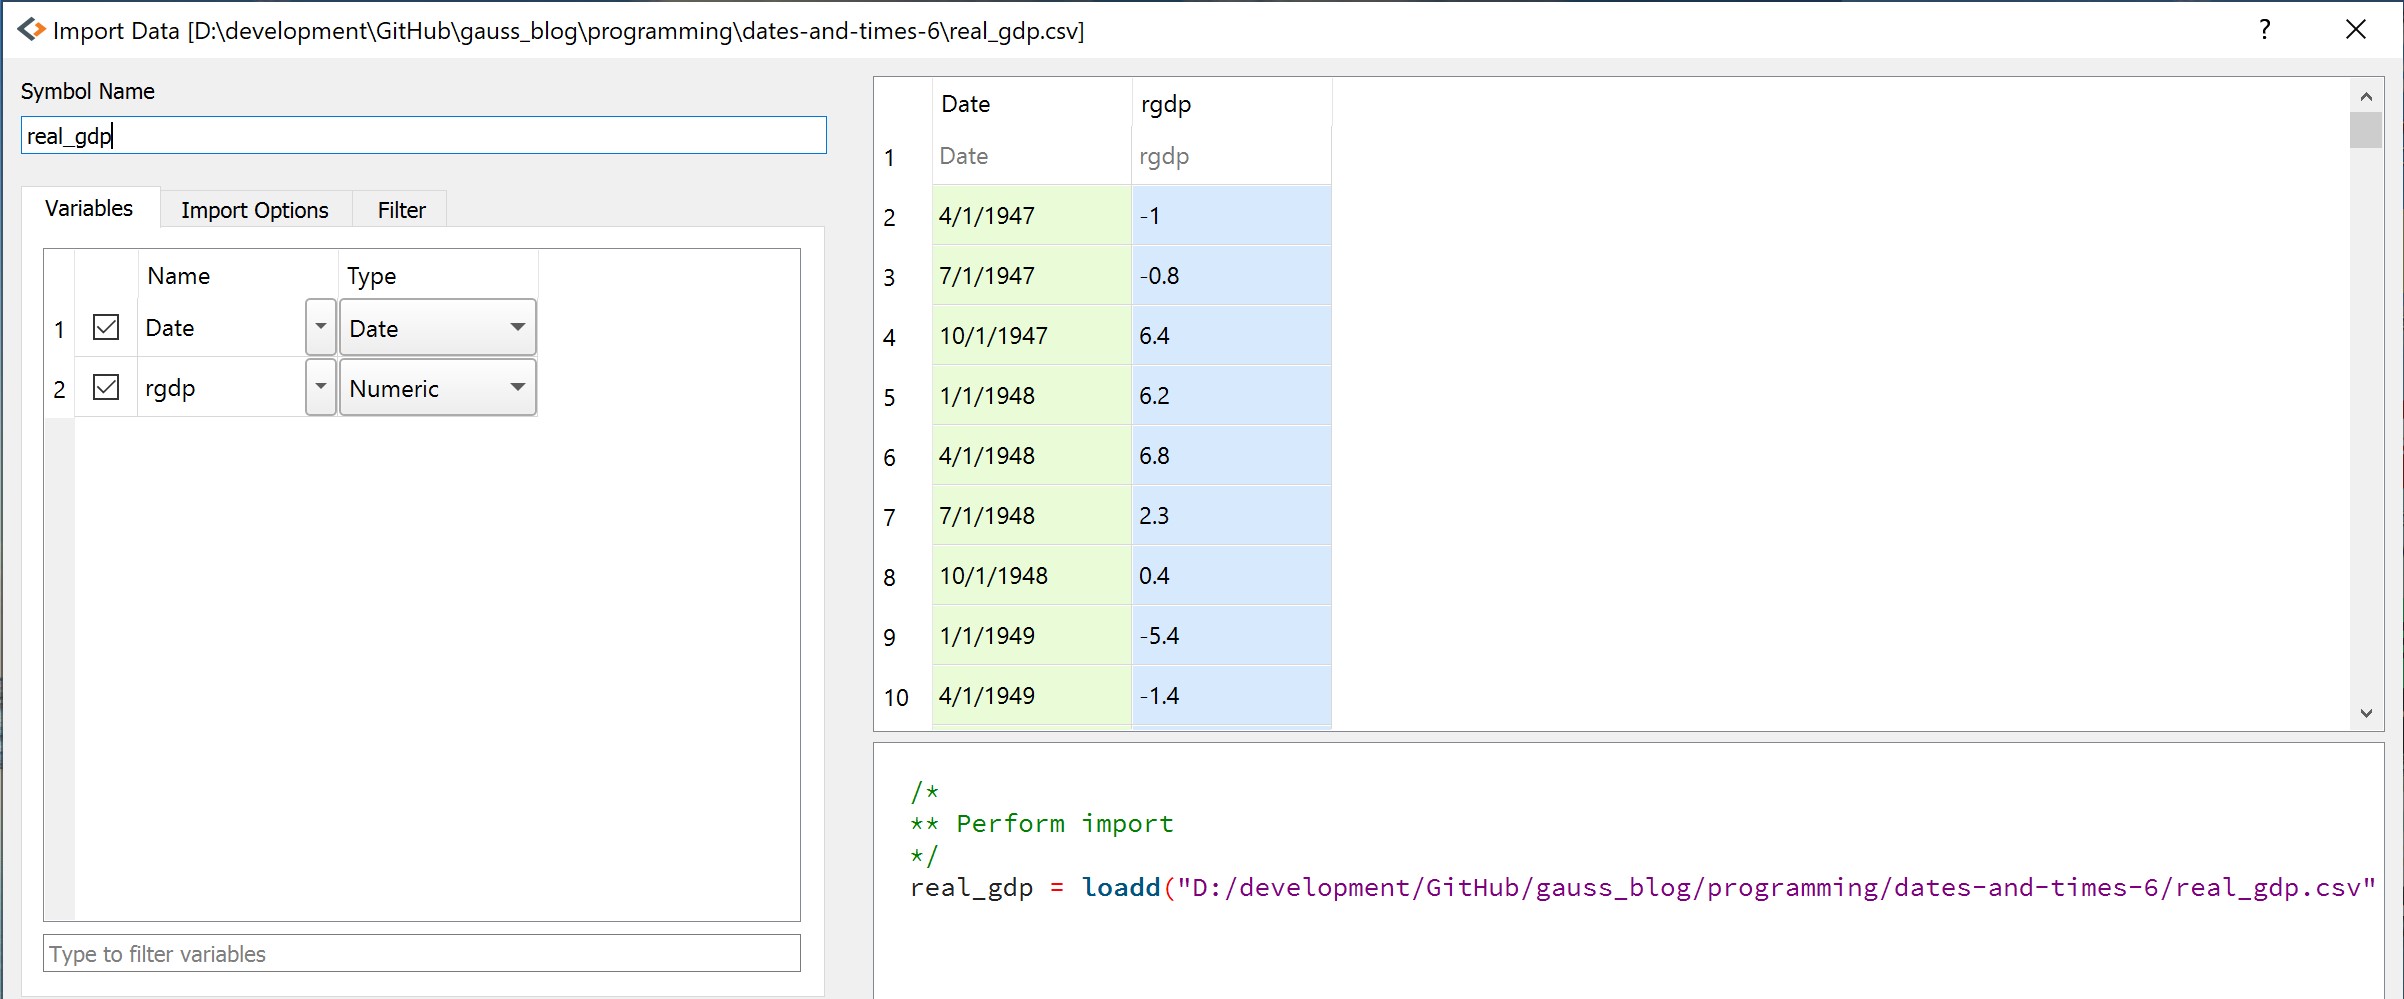 Import Data [D:\development\GitHub\gauss_blog\programming\dates-and-times-6\real_gdp.csv] ?
Symbol Name
real_gdp
Variables Import Options Filter
Name Type
1 Date Date
2 rgdp Numeric
Type to filter variables
Date rgdp
1 Date rgdp
2 4/1/1947 -1
3 7/1/1947 -0.8
4 10/1/1947 6.4
5 1/1/1948 6.2
6 4/1/1948 6.8
7 7/1/1948 2.3
8 10/1/1948 0.4
9 1/1/1949 -5.4
10 4/1/1949 -1.4
/*
** Perform import
*/
real_gdp = loadd("D:/development/GitHub/gauss_blog/programming/dates-and-times-6/real_gdp.csv"